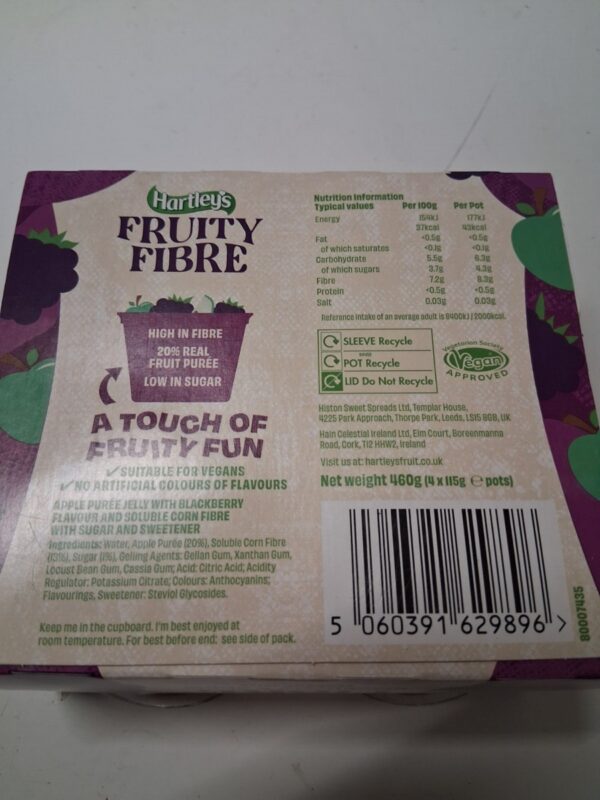 Hartley's
FRUITY
FIBRE
HIGH IN FIBRE
20% REAL
FRUIT PURÉE
LOW IN SUGAR
A TOUCH OF
FRUITY FUN
✓ SUITABLE FOR VEGANS
✓ NO ARTIFICIAL COLOURS OF FLAVOURS
APPLE PURÉE JELLY WITH BLACKBERRY
FLAVOUR AND SOLUBLE CORN FIBRE
WITH SUGAR AND SWEETENER
Ingredients: Water, Apple Purée (20%), Soluble Corn Fibre
(13%), Sugar (1%), Gelling Agents: Gellan Gum, Xanthan Gum,
Locust Bean Gum, Cassia Gum; Acid: Citric Acid; Acidity
Regulator: Potassium Citrate; Colours: Anthocyanins;
Flavourings, Sweetener: Steviol Glycosides.
Keep me in the cupboard. I'm best enjoyed at
room temperature. For best before end: see side of pack.
Nutrition Information
Typical values Per 100g Per Pot
Energy 154kJ 177kJ
37kcal 43kcal
Fat <0.5g <0.5g
of which saturates <0.1g <0.1g
Carbohydrate 5.5g 6.3g
of which sugars 3.7g 4.3g
Fibre 7.2g 8.3g
Protein <0.5g <0.5g
Salt 0.03g 0.03g
Reference intake of an average adult is 8400kJ / 2000kcal.
SLEEVE Recycle
POT Recycle
LID Do Not Recycle
Vegetarian Society
Vegan
APPROVED
Histon Sweet Spreads Ltd, Templar House,
4225 Park Approach, Thorpe Park, Leeds, LS15 8GB, UK
Hain Celestial Ireland Ltd, Elm Court, Boreenmanna
Road, Cork, T12 HHW2, Ireland
Visit us at: hartleysfruit.co.uk
Net weight 460g (4 x 115g ℮ pots)
5 060391 629896 >
80007435